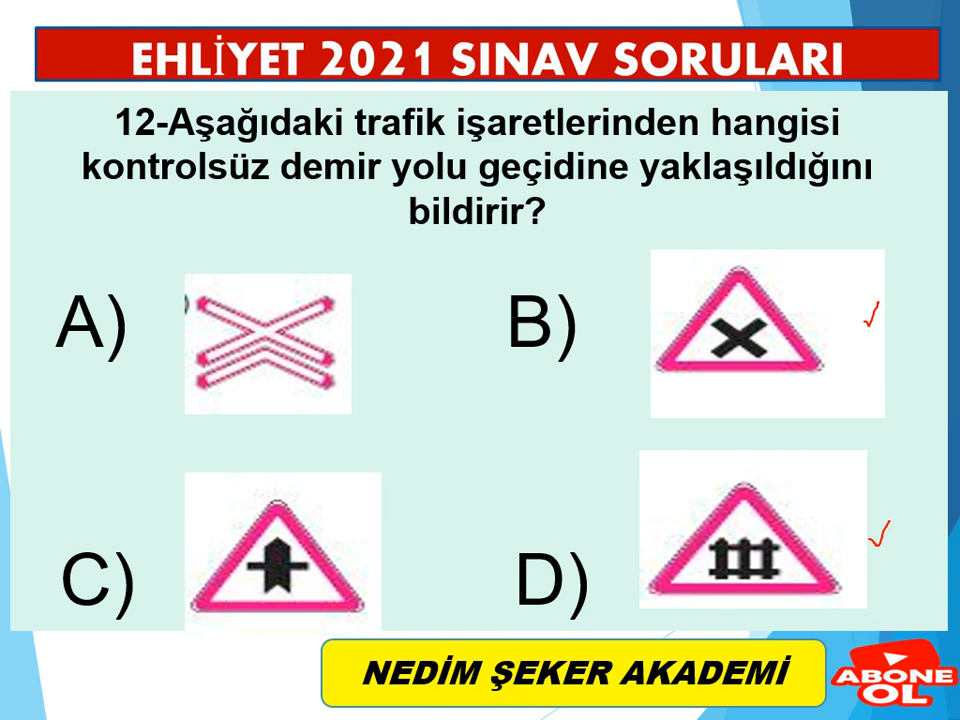 EHLİYET 2021 SINAV SORULARI
12-Aşağıdaki trafik işaretlerinden hangisi
kontrolsüz demir yolu geçidine yaklaşıldığını
bildirir?
A)
B)
C)
D)
NEDİM ŞEKER AKADEMİ
ABONE
OL